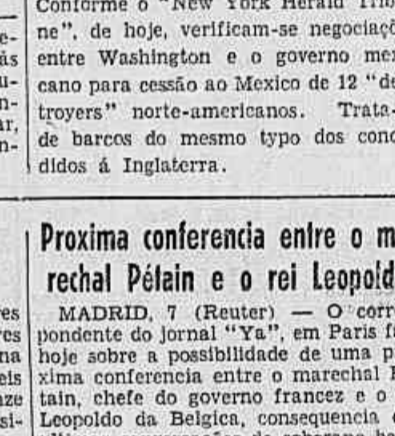 Conforme o "New York Herald Trib
ne", de hoje, verificam-se negociaçõ
entre Washington e o governo mex
cano para cessão ao Mexico de 12 "de
troyers" norte-americanos. Trata-
de barcos do mesmo typo dos conc
didos á Inglaterra.
Proxima conferencia entre o m
rechal Pétain e o rei Leopold
MADRID, 7 (Reuter) — O corre
pondente do jornal "Ya", em Paris f
hoje sobre a possibilidade de uma p
xima conferencia entre o marechal P
tain, chefe do governo francez e o
Leopoldo da Belgica, consequencia d